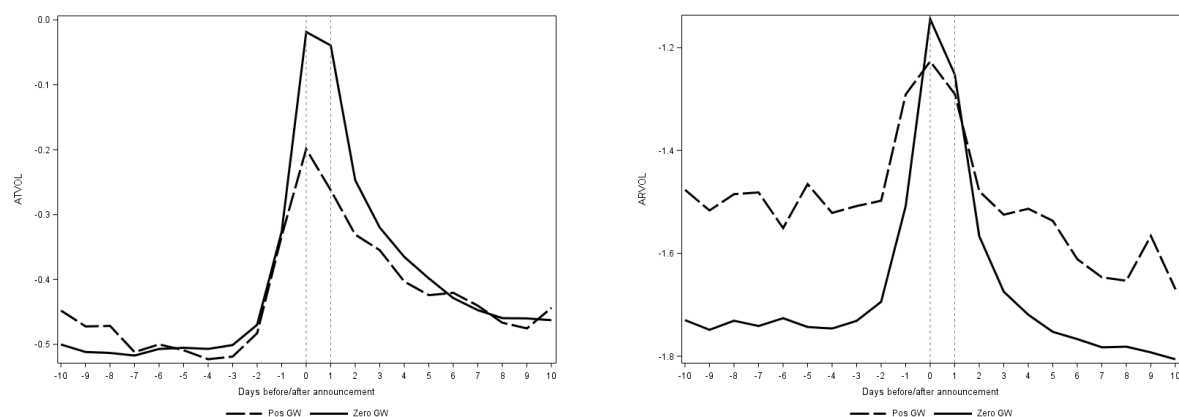 0.0
-0.1
-0.2
-0.3
-0.4
-0.5
ATVOL
-10 -9 -8 -7 -6 -5 -4 -3 -2 -1 0 1 2 3 4 5 6 7 8 9 10
Days before/after announcement
Pos GW Zero GW
-1.2
-1.4
-1.6
-1.8
ARVOL
-10 -9 -8 -7 -6 -5 -4 -3 -2 -1 0 1 2 3 4 5 6 7 8 9 10
Days before/after announcement
Pos GW Zero GW